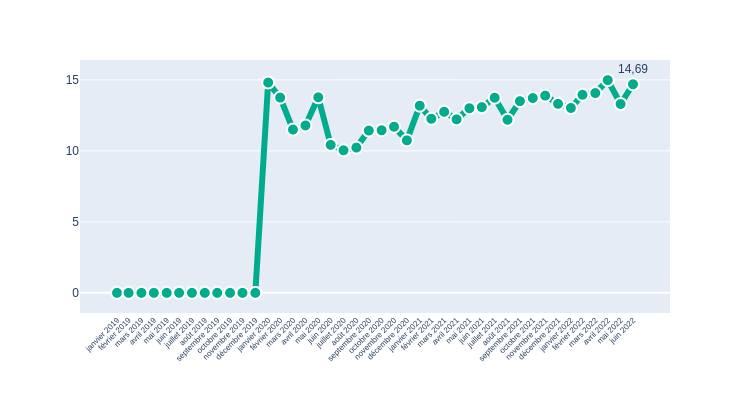 14,69
15
10
5
0
janvier 2019
février 2019
mars 2019
avril 2019
mai 2019
juin 2019
juillet 2019
août 2019
septembre 2019
octobre 2019
novembre 2019
décembre 2019
janvier 2020
février 2020
mars 2020
avril 2020
mai 2020
juin 2020
juillet 2020
août 2020
septembre 2020
octobre 2020
novembre 2020
décembre 2020
janvier 2021
février 2021
mars 2021
avril 2021
mai 2021
juin 2021
juillet 2021
août 2021
septembre 2021
octobre 2021
novembre 2021
décembre 2021
janvier 2022
février 2022
mars 2022
avril 2022
mai 2022
juin 2022